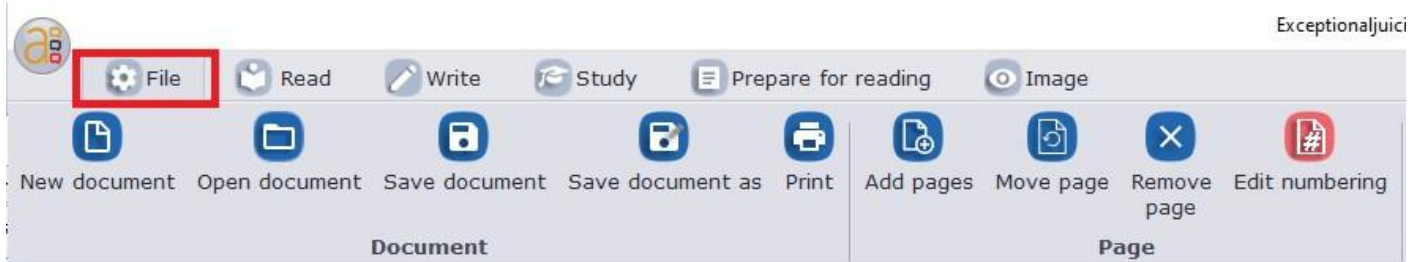 Exceptionaljuici
File Read Write Study Prepare for reading Image
New document Open document Save document Save document as Print Add pages Move page Remove page Edit numbering
Document Page